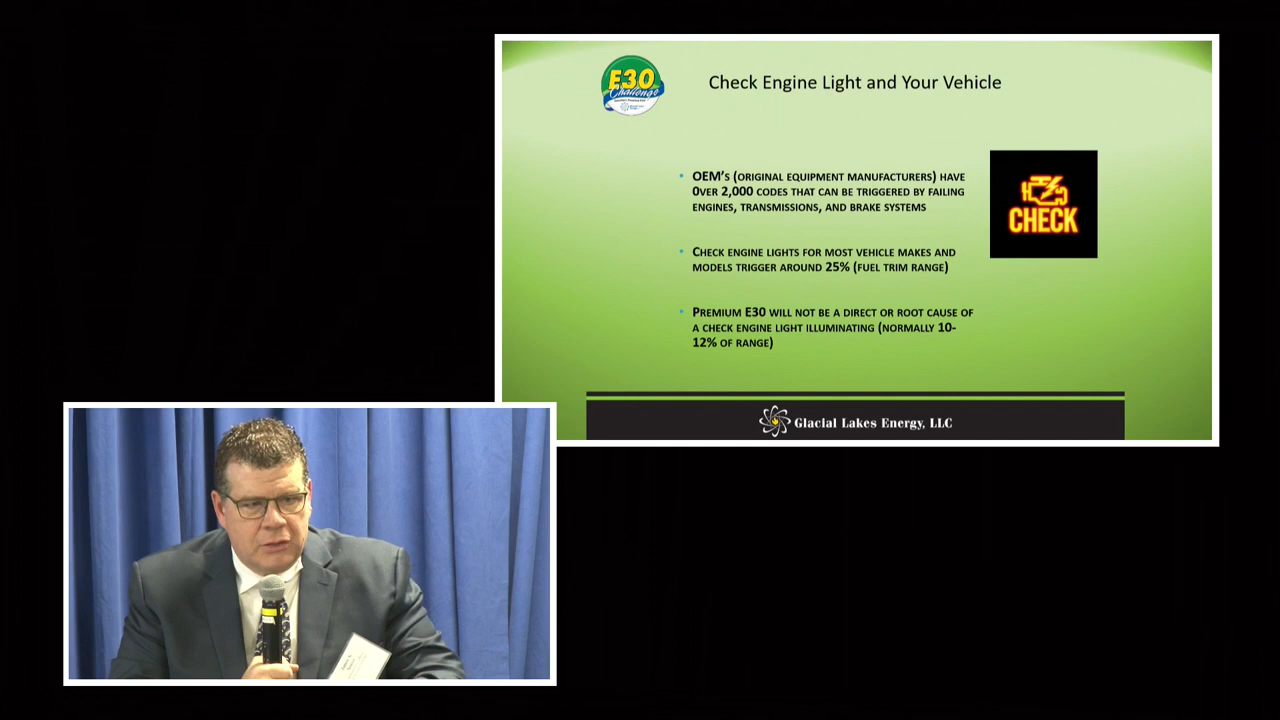 E30
Challenge
Check Engine Light and Your Vehicle
• OEM's (original equipment manufacturers) have
0ver 2,000 codes that can be triggered by failing
engines, transmissions, and brake systems
CHECK
• Check engine lights for most vehicle makes and
models trigger around 25% (fuel trim range)
• Premium E30 will not be a direct or root cause of
a check engine light illuminating (normally 10-
12% of range)
Glacial Lakes Energy, LLC